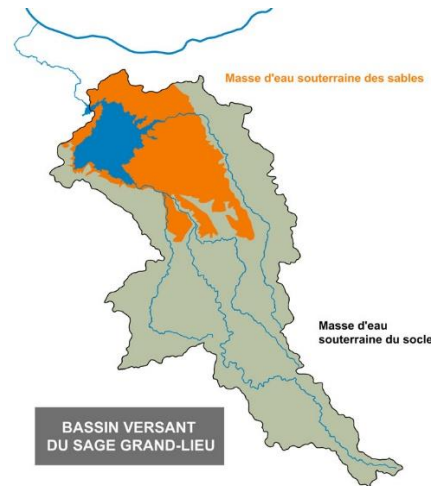 Masse d'eau souterraine des sables
Masse d'eau
souterraine du socle
BASSIN VERSANT
DU SAGE GRAND-LIEU